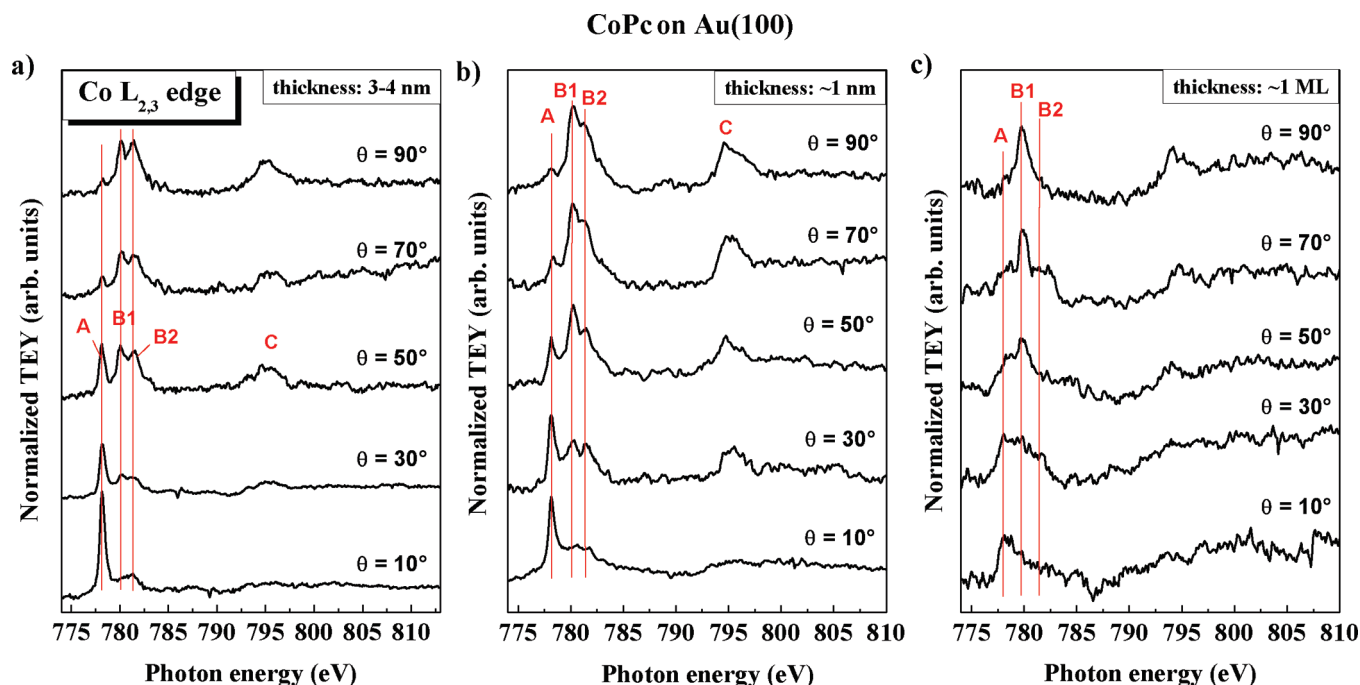 CoPc on Au(100)
a)
Co L2,3 edge
thickness: 3-4 nm
θ = 90°
θ = 70°
A
B1
B2
C
θ = 50°
θ = 30°
θ = 10°
Normalized TEY (arb. units)
775 780 785 790 795 800 805 810
Photon energy (eV)
b)
thickness: ~1 nm
A
B1
B2
C
θ = 90°
θ = 70°
θ = 50°
θ = 30°
θ = 10°
Normalized TEY (arb. units)
775 780 785 790 795 800 805 810
Photon energy (eV)
c)
thickness: ~1 ML
A
B1
B2
θ = 90°
θ = 70°
θ = 50°
θ = 30°
θ = 10°
Normalized TEY (arb. units)
775 780 785 790 795 800 805 810
Photon energy (eV)